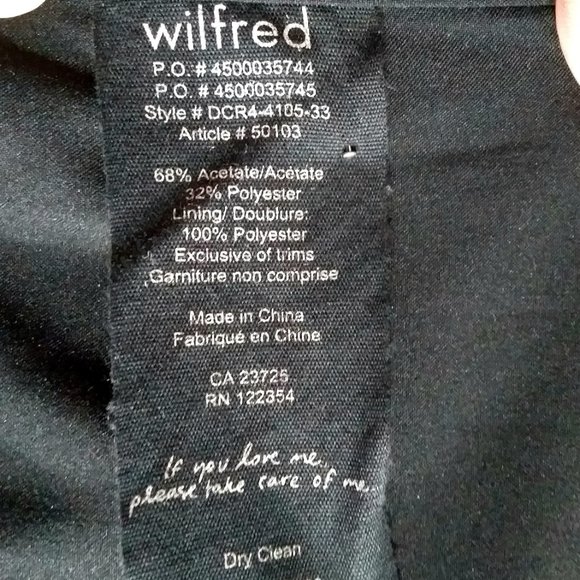 wilfred
P.O. # 4500035744
P.O. # 4500035745
Style # DCR4-4105-33
Article # 50103
68% Acetate/Acétate
32% Polyester
Lining/ Doublure:
100% Polyester
Exclusive of trims
Garniture non comprise
Made in China
Fabriqué en Chine
CA 23725
RN 122354
If you love me
please take care of me.
Dry Clean